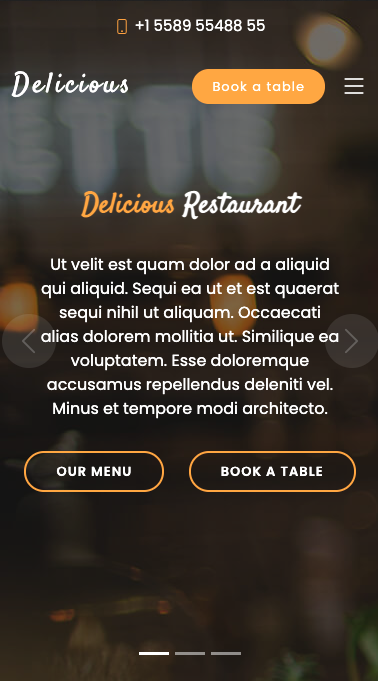 +1 5589 55488 55
Delicious
Book a table
Delicious Restaurant
Ut velit est quam dolor ad a aliquid
qui aliquid. Sequi ea ut et est quaerat
sequi nihil ut aliquam. Occaecati
alias dolorem mollitia ut. Similique ea
voluptatem. Esse doloremque
accusamus repellendus deleniti vel.
Minus et tempore modi architecto.
OUR MENU
BOOK A TABLE